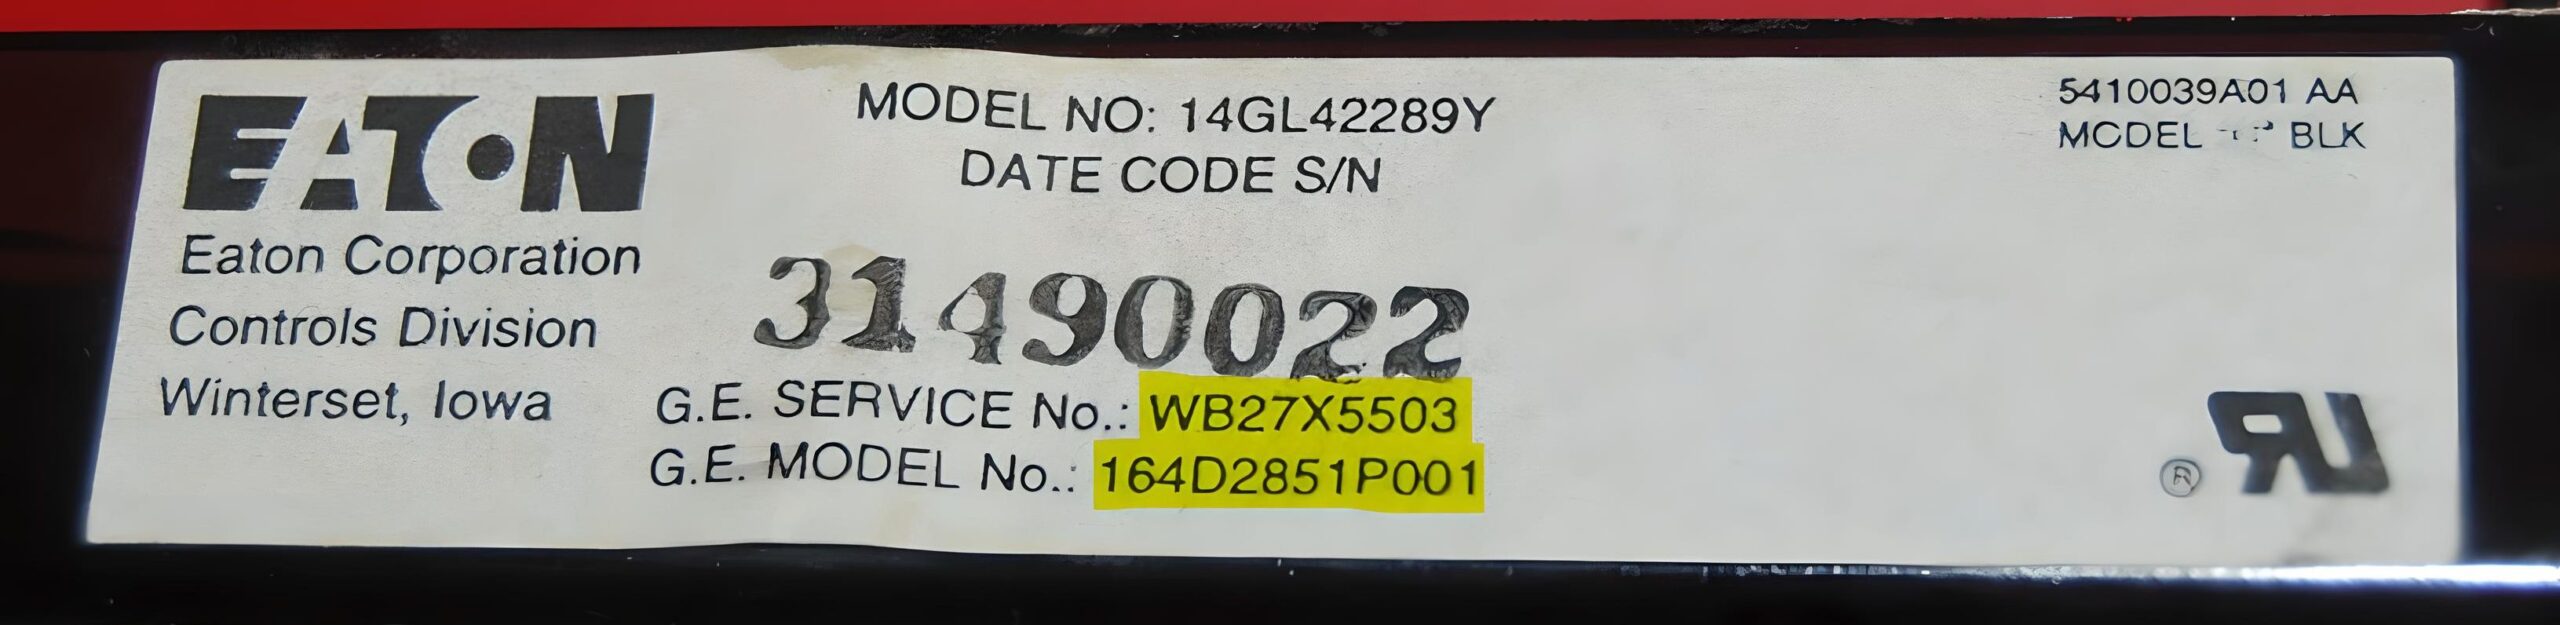 EATON
Eaton Corporation
Controls Division
Winterset, Iowa
MODEL NO: 14GL42289Y
DATE CODE S/N
31490022
G.E. SERVICE No.: WB27X5503
G.E. MODEL No.: 164D2851P001
5410039A01 AA
MODEL BLK
®